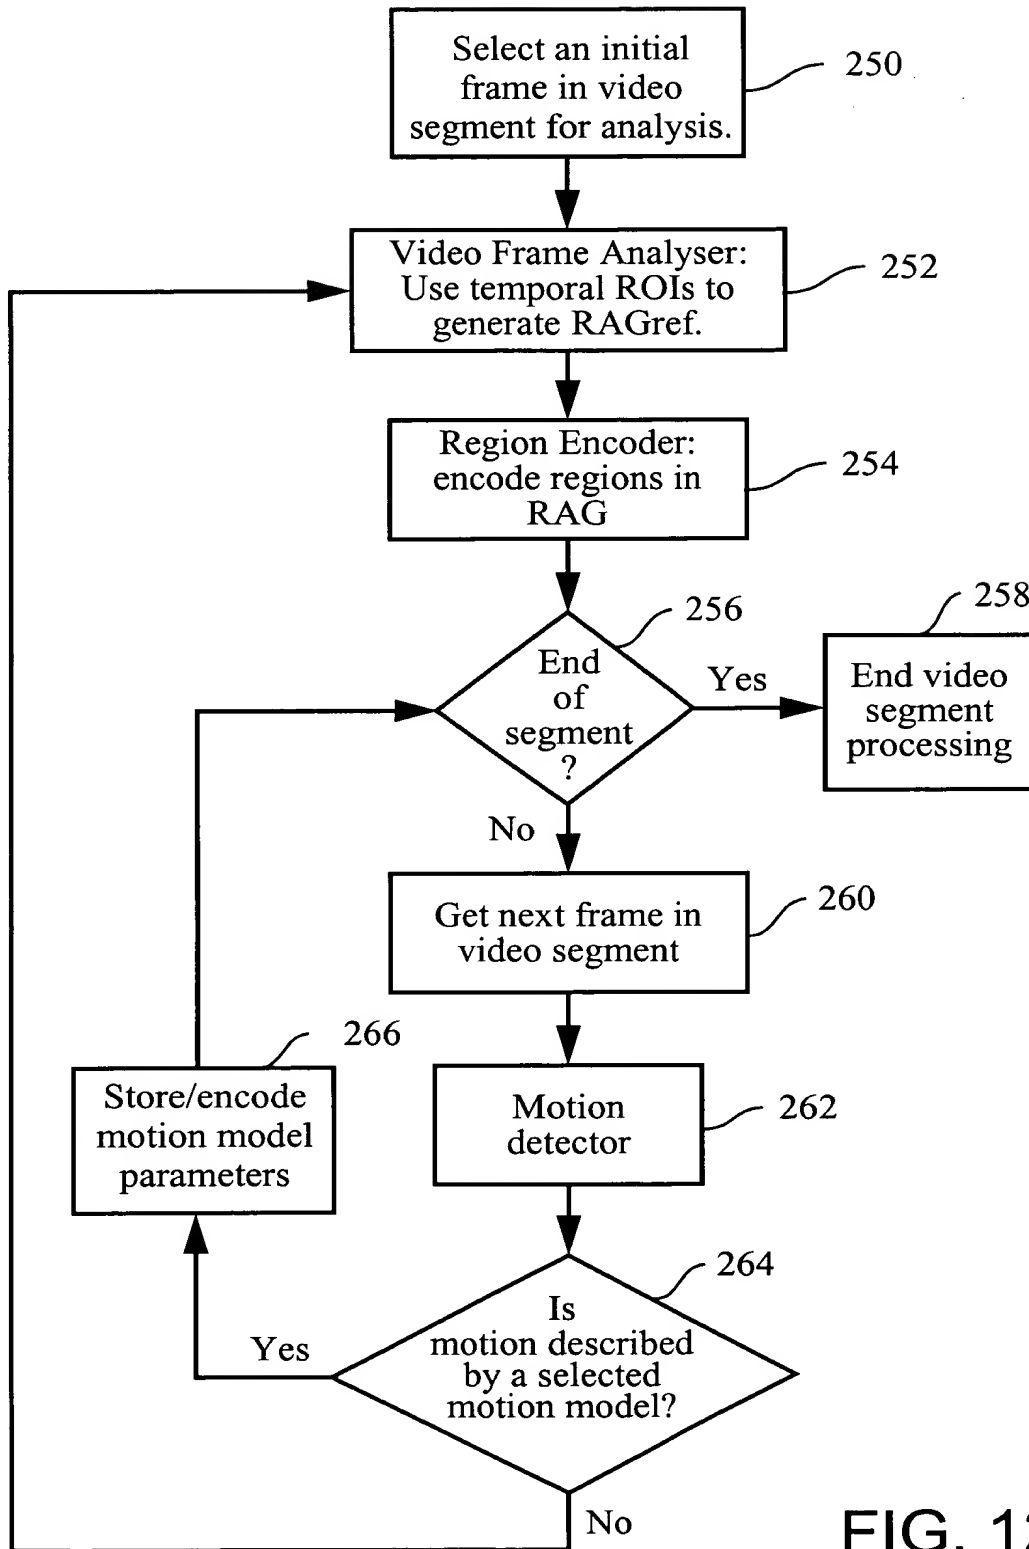 Select an initial
frame in video
segment for analysis.
250
Video Frame Analyser:
Use temporal ROIs to
generate RAGref.
252
Region Encoder:
encode regions in
RAG
254
256
End
of
segment
?
Yes
258
End video
segment
processing
No
Get next frame in
video segment
260
266
Store/encode
motion model
parameters
Motion
detector
262
264
Is
motion described
by a selected
motion model?
Yes
No
FIG.